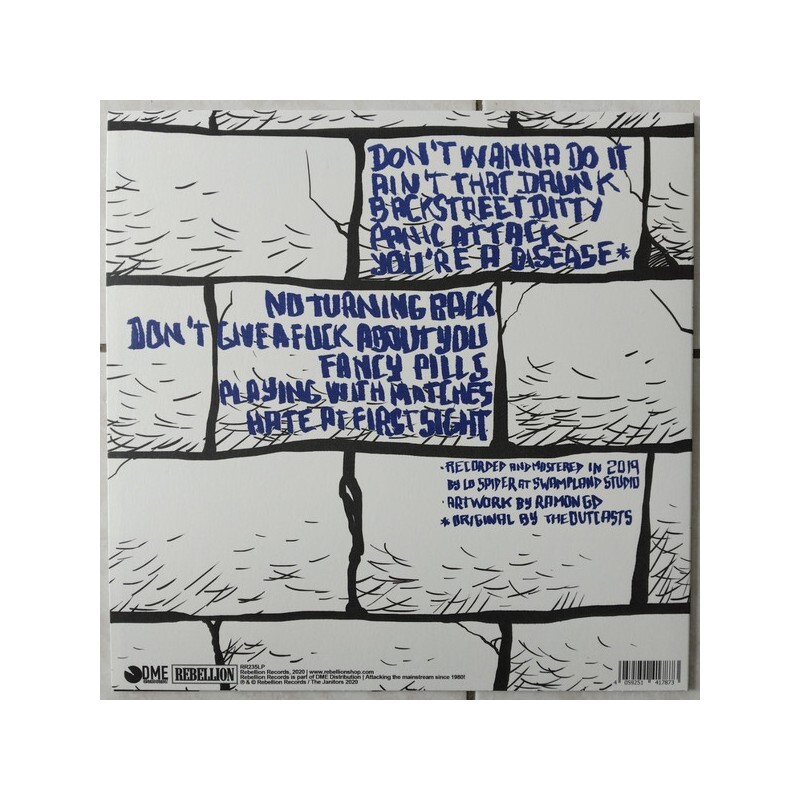 DON'T WANNA DO IT
AIN'T THAT DRUNK
BACKSTREET DITTY
PANIC ATTACK
YOU'RE A DISEASE*
NO TURNING BACK
DON'T GIVE A FUCK ABOUT YOU
FANCY PILLS
PLAYING WITH MATCHES
HATE AT FIRST SIGHT
· RECORDED AND MASTERED IN 2019
BY LO SPIDER AT SWAMPLAND STUDIO
· ARTWORK BY RAMON GD
* ORIGINAL BY THE OUTCASTS
DME
REBELLION
RR235LP
Rebellion Records, 2020 | www.rebellionshop.com
Rebellion Records is part of DME Distribution | Attacking the mainstream since 1980!
℗ & © Rebellion Records / The Janitors 2020
4 059251 417873